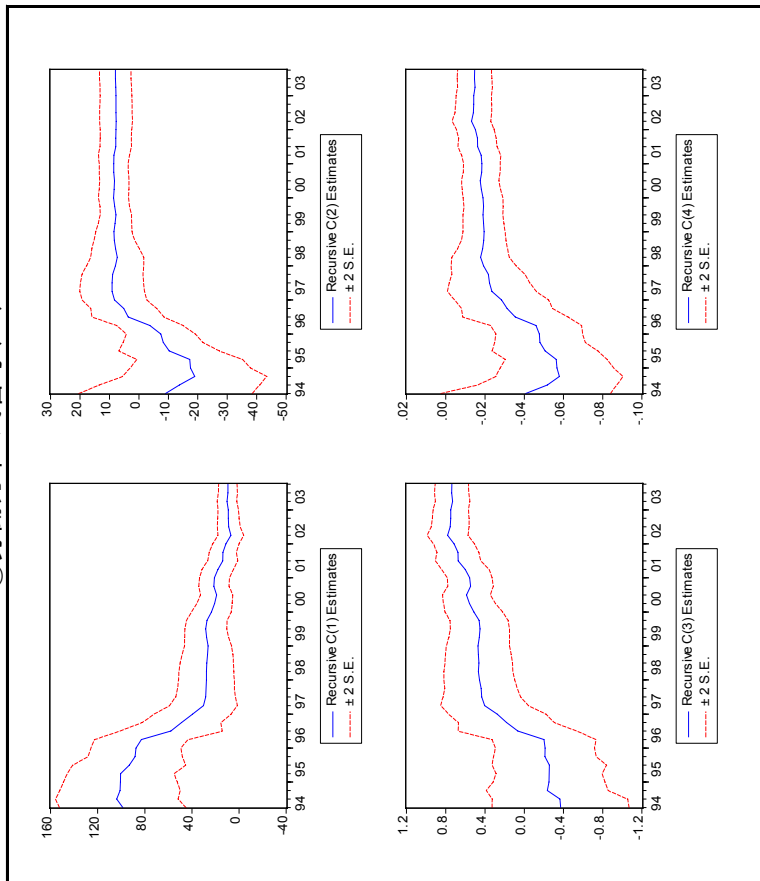 160
120
80
40
0
-40
94 95 96 97 98 99 00 01 02 03
Recursive C(1) Estimates
± 2 S.E.
30
20
10
0
-10
-20
-30
-40
-50
94 95 96 97 98 99 00 01 02 03
Recursive C(2) Estimates
± 2 S.E.
1.2
0.8
0.4
0.0
-0.4
-0.8
-1.2
94 95 96 97 98 99 00 01 02 03
Recursive C(3) Estimates
± 2 S.E.
.02
.00
-.02
-.04
-.06
-.08
-.10
94 95 96 97 98 99 00 01 02 03
Recursive C(4) Estimates
± 2 S.E.